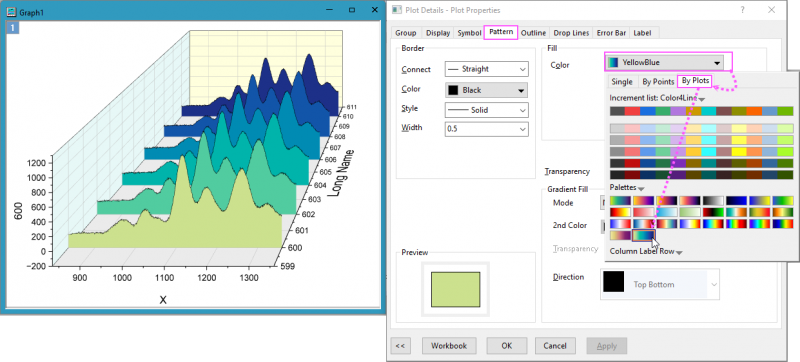 Graph1
1
1200
1000
800
600
400
200
0
−200
600
900
1000
1100
1200
1300
X
599
600
601
602
603
604
605
606
608
609
610
611
Long Name
Plot Details - Plot Properties
?
Group Display Symbol Pattern Outline Drop Lines Error Bar Label
Border
Connect Straight
Color Black
Style Solid
Width 0.5
Preview
Fill
Color YellowBlue
Single By Points By Plots
Increment list: Color4Line
Palettes
Column Label Row
Transparency
Gradient Fill
Mode
2nd Color
Transparency
Direction Top Bottom
<< Workbook OK Cancel Apply